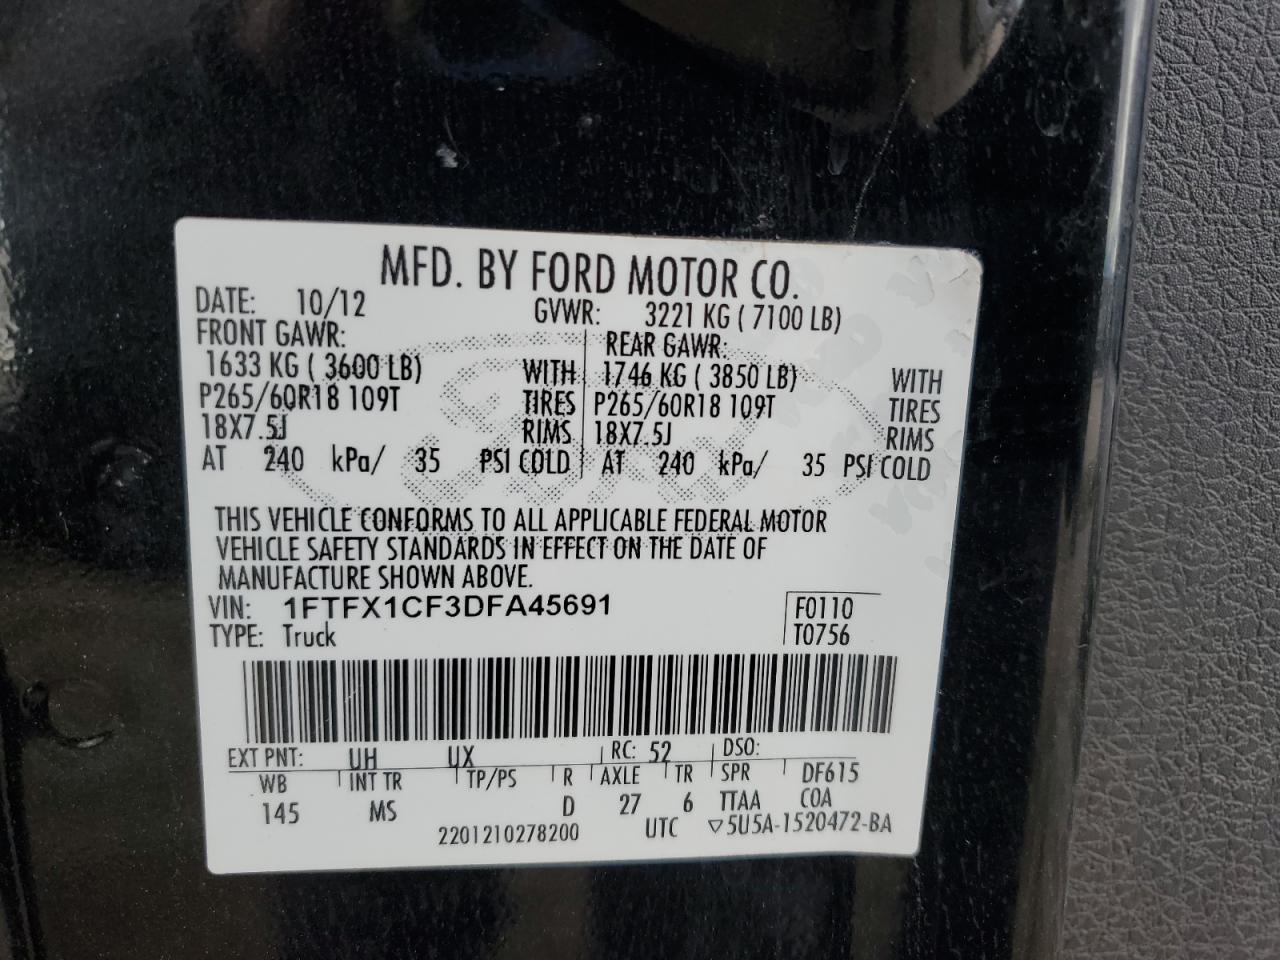 MFD. BY FORD MOTOR CO.
DATE: 10/12 GVWR: 3221 KG ( 7100 LB)
FRONT GAWR: REAR GAWR:
1633 KG ( 3600 LB) WITH 1746 KG ( 3850 LB) WITH
P265/60R18 109T TIRES P265/60R18 109T TIRES
18X7.5J RIMS 18X7.5J RIMS
AT 240 kPa/ 35 PSI COLD AT 240 kPa/ 35 PSI COLD
THIS VEHICLE CONFORMS TO ALL APPLICABLE FEDERAL MOTOR
VEHICLE SAFETY STANDARDS IN EFFECT ON THE DATE OF
MANUFACTURE SHOWN ABOVE.
VIN: 1FTFX1CF3DFA45691 F0110
TYPE: Truck T0756
EXT PNT: UH UX RC: 52 DSO:
WB INT TR TP/PS R AXLE TR SPR DF615
145 MS D 27 6 TTAA COA
2201210278200 UTC ▽5U5A-1520472-BA